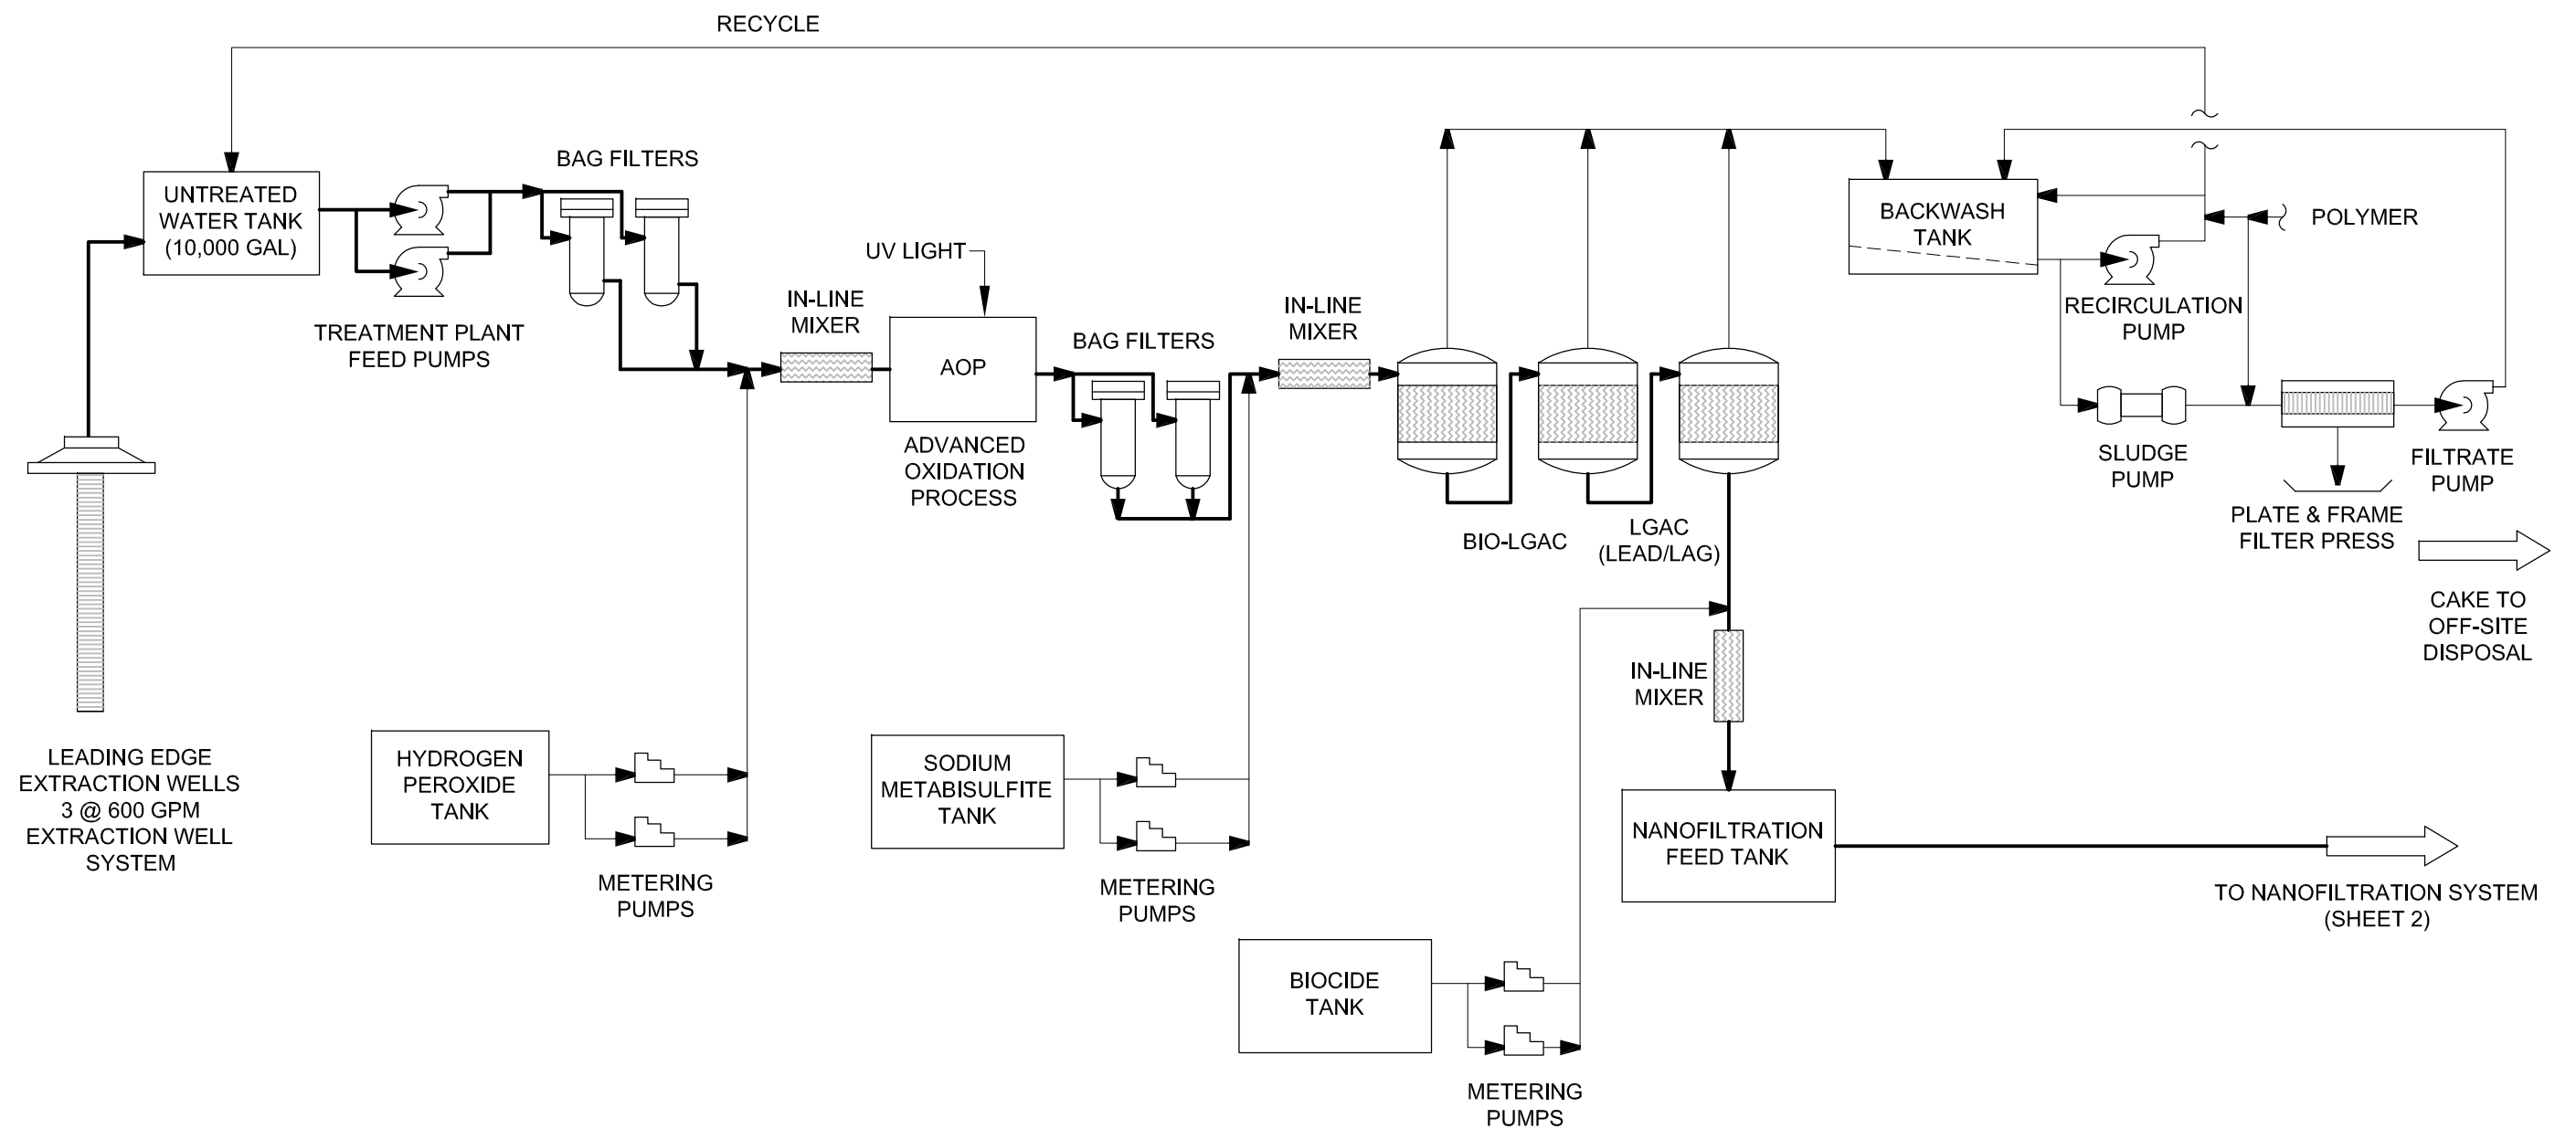 RECYCLE
BAG FILTERS
UNTREATED
WATER TANK
(10,000 GAL)
TREATMENT PLANT
FEED PUMPS
UV LIGHT
IN-LINE
MIXER
AOP
ADVANCED
OXIDATION
PROCESS
BAG FILTERS
IN-LINE
MIXER
BIO-LGAC
LGAC
(LEAD/LAG)
BACKWASH
TANK
POLYMER
RECIRCULATION
PUMP
SLUDGE
PUMP
PLATE & FRAME
FILTER PRESS
FILTRATE
PUMP
CAKE TO
OFF-SITE
DISPOSAL
LEADING EDGE
EXTRACTION WELLS
3 @ 600 GPM
EXTRACTION WELL
SYSTEM
HYDROGEN
PEROXIDE
TANK
METERING
PUMPS
SODIUM
METABISULFITE
TANK
METERING
PUMPS
IN-LINE
MIXER
NANOFILTRATION
FEED TANK
TO NANOFILTRATION SYSTEM
(SHEET 2)
BIOCIDE
TANK
METERING
PUMPS